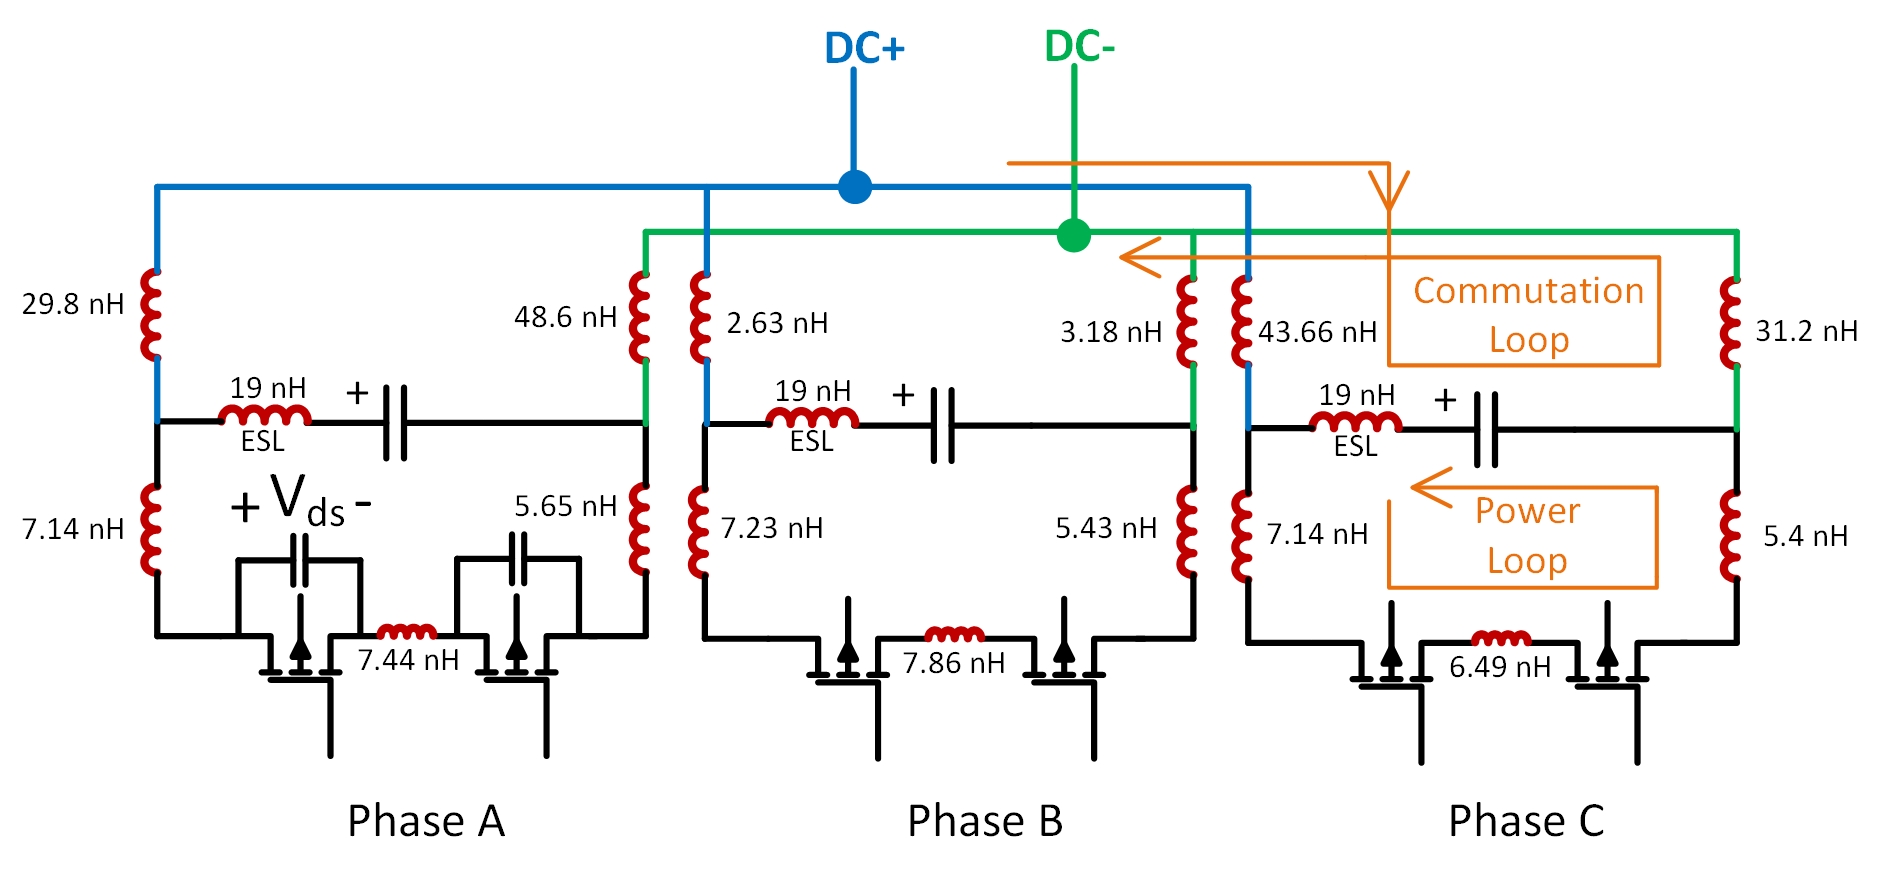 DC+
DC-
29.8 nH
48.6 nH
2.63 nH
3.18 nH
43.66 nH
Commutation
Loop
31.2 nH
19 nH
+
ESL
19 nH
+
ESL
19 nH
+
ESL
+ Vds -
7.14 nH
5.65 nH
7.23 nH
5.43 nH
7.14 nH
Power
Loop
5.4 nH
7.44 nH
7.86 nH
6.49 nH
Phase A
Phase B
Phase C